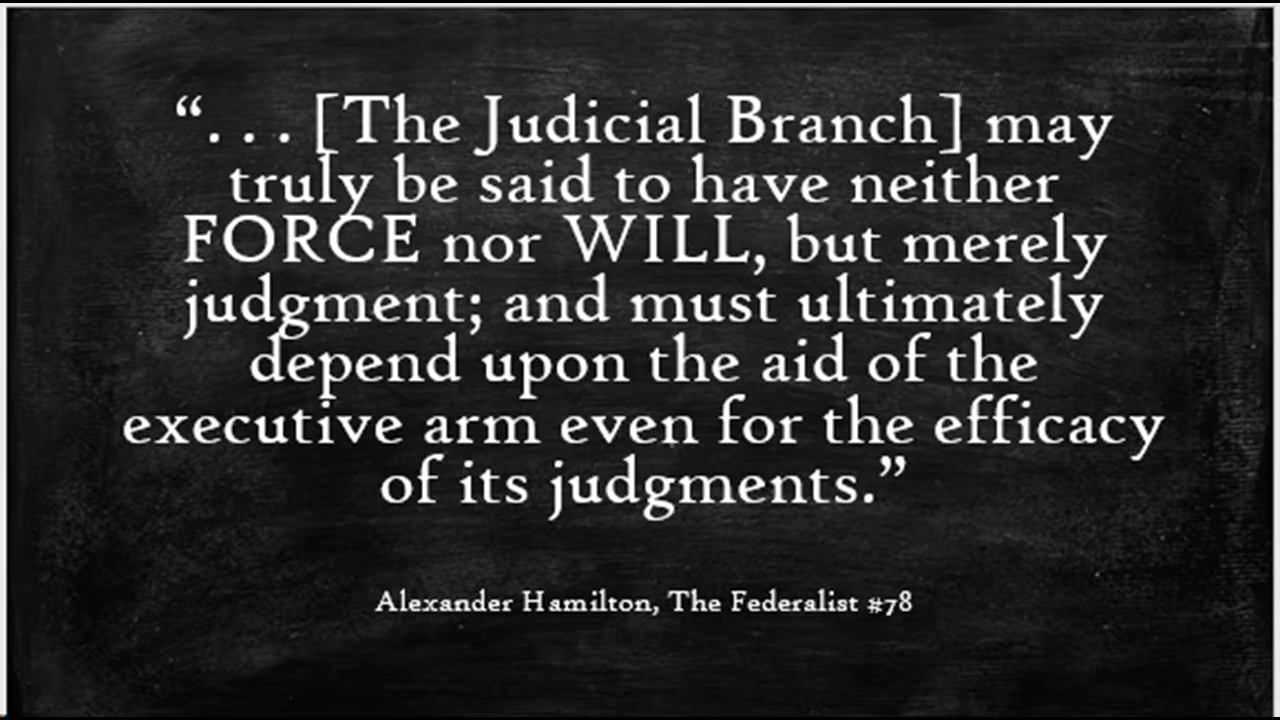 “. . . [The Judicial Branch] may
truly be said to have neither
FORCE nor WILL, but merely
judgment; and must ultimately
depend upon the aid of the
executive arm even for the efficacy
of its judgments.”
Alexander Hamilton, The Federalist #78